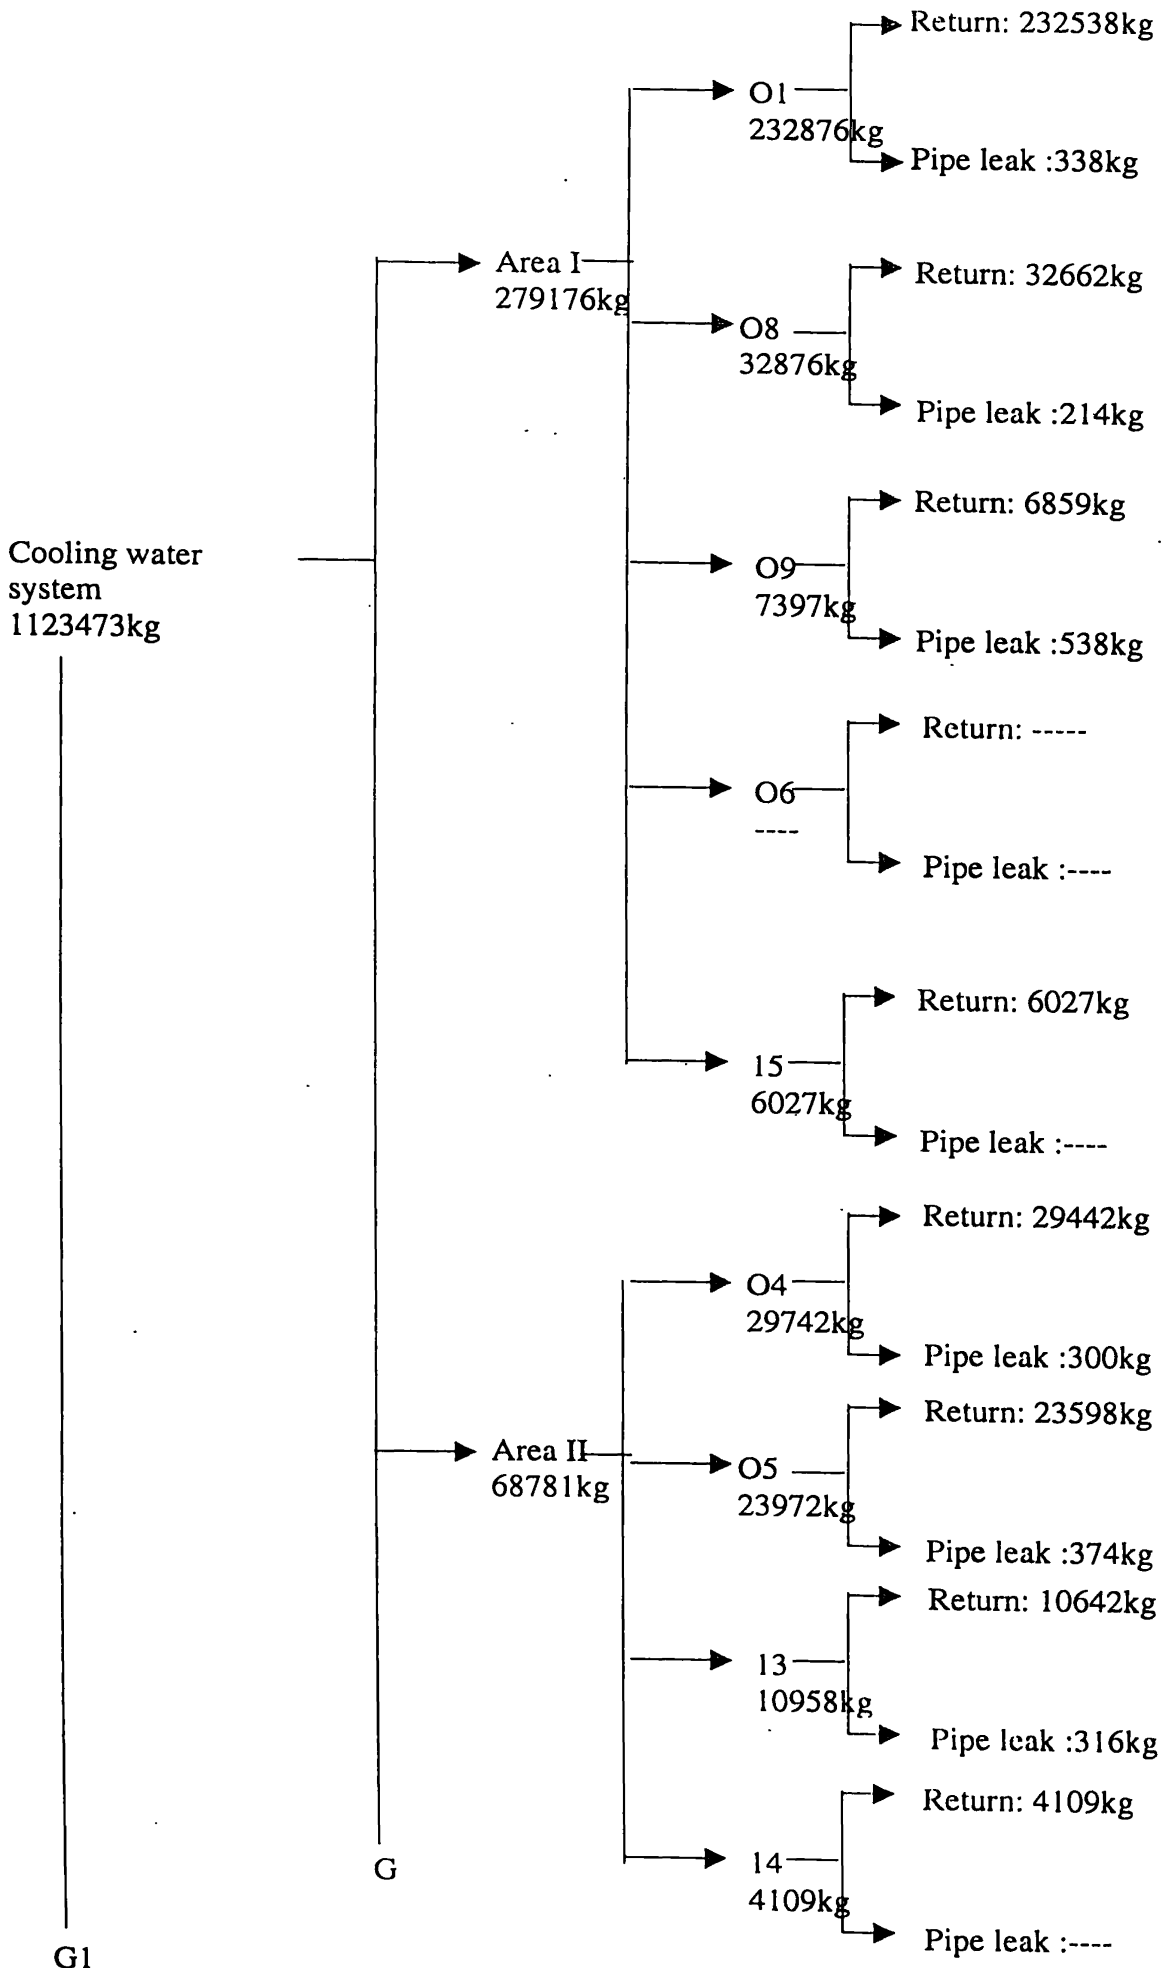 Return: 232538kg
O1
232876kg
Pipe leak :338kg
Area I
279176kg
Return: 32662kg
O8
32876kg
Pipe leak :214kg
Return: 6859kg
Cooling water
system
1123473kg
O9
7397kg
Pipe leak :538kg
Return: -----
O6
----
Pipe leak :----
Return: 6027kg
15
6027kg
Pipe leak :----
Return: 29442kg
O4
29742kg
Pipe leak :300kg
Return: 23598kg
Area II
68781kg
O5
23972kg
Pipe leak :374kg
Return: 10642kg
13
10958kg
Pipe leak :316kg
Return: 4109kg
14
4109kg
Pipe leak :----
G
G1